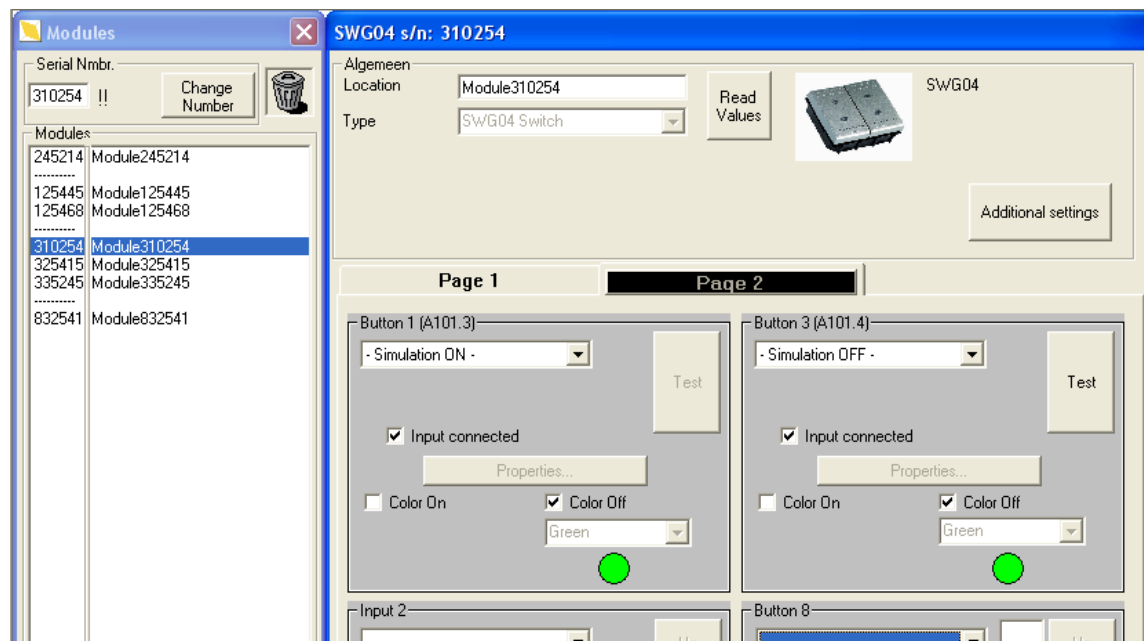 Modules
Serial Nmbr.
310254 !! Change Number
Modules
245214 Module245214
----------
125445 Module125445
125468 Module125468
----------
310254 Module310254
325415 Module325415
335245 Module335245
----------
832541 Module832541
SWG04 s/n: 310254
Algemeen
Location Module310254 Read Values SWG04
Type SWG04 Switch
Additional settings
Page 1 Page 2
Button 1 (A101.3)
- Simulation ON -
Test
Input connected
Properties...
Color On Color Off
Green
Button 3 (A101.4)
- Simulation OFF -
Test
Input connected
Properties...
Color On Color Off
Green
Input 2
Button 8